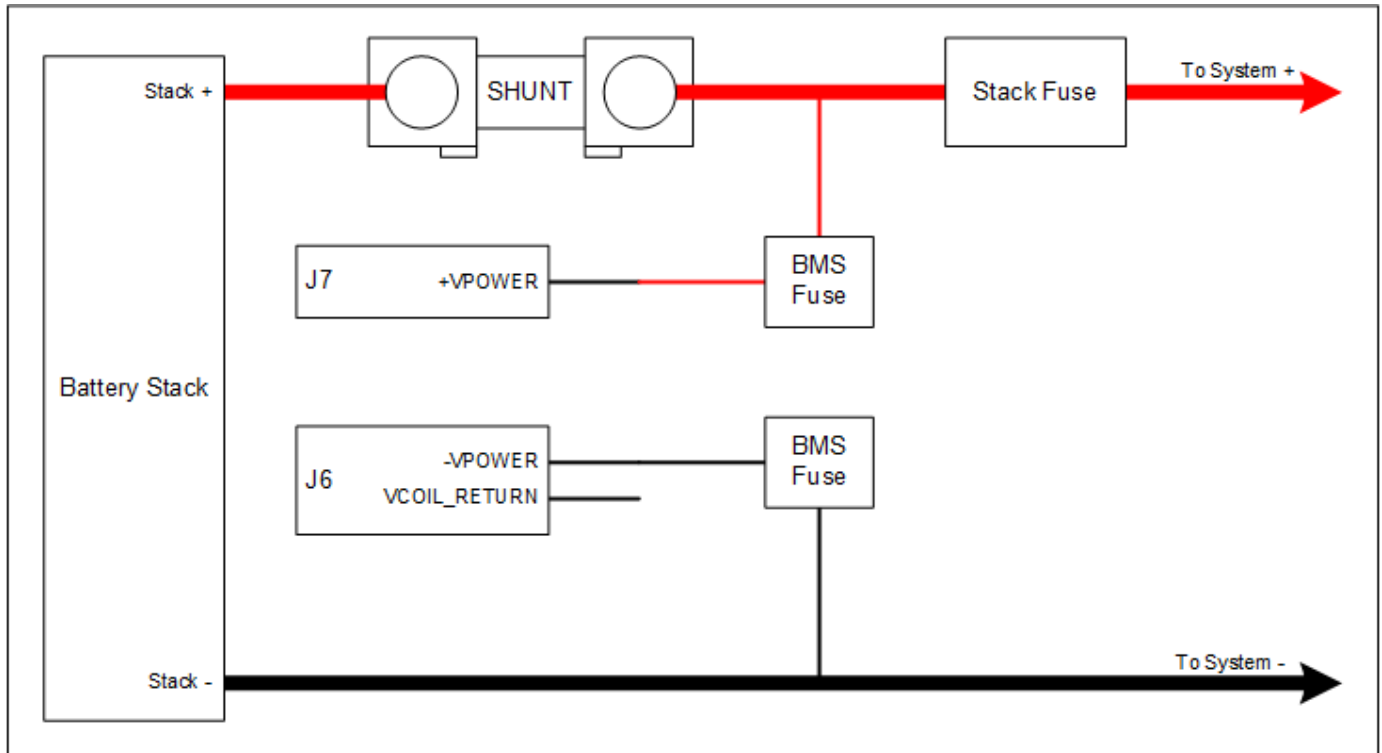 Stack +
SHUNT
Stack Fuse
To System +
J7
+VPOWER
BMS
Fuse
Battery Stack
J6
-VPOWER
VCOIL_RETURN
BMS
Fuse
Stack -
To System -